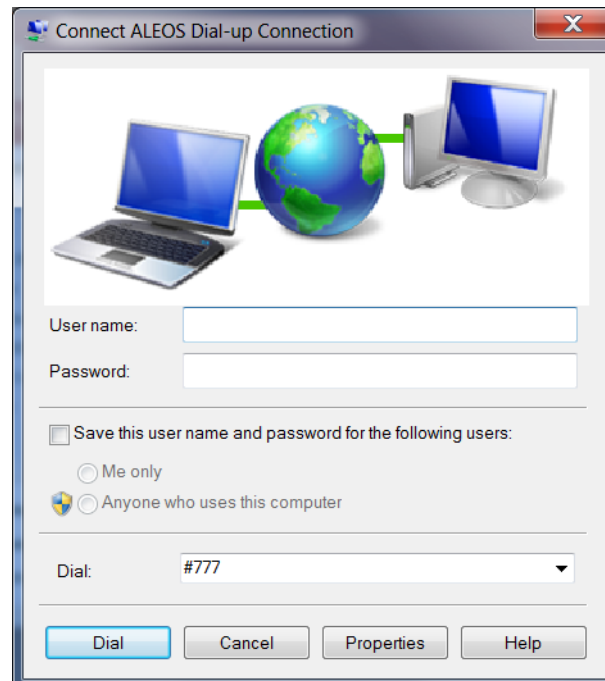 Connect ALEOS Dial-up Connection
User name:
Password:
Save this user name and password for the following users:
Me only
Anyone who uses this computer
Dial: #777
Dial Cancel Properties Help